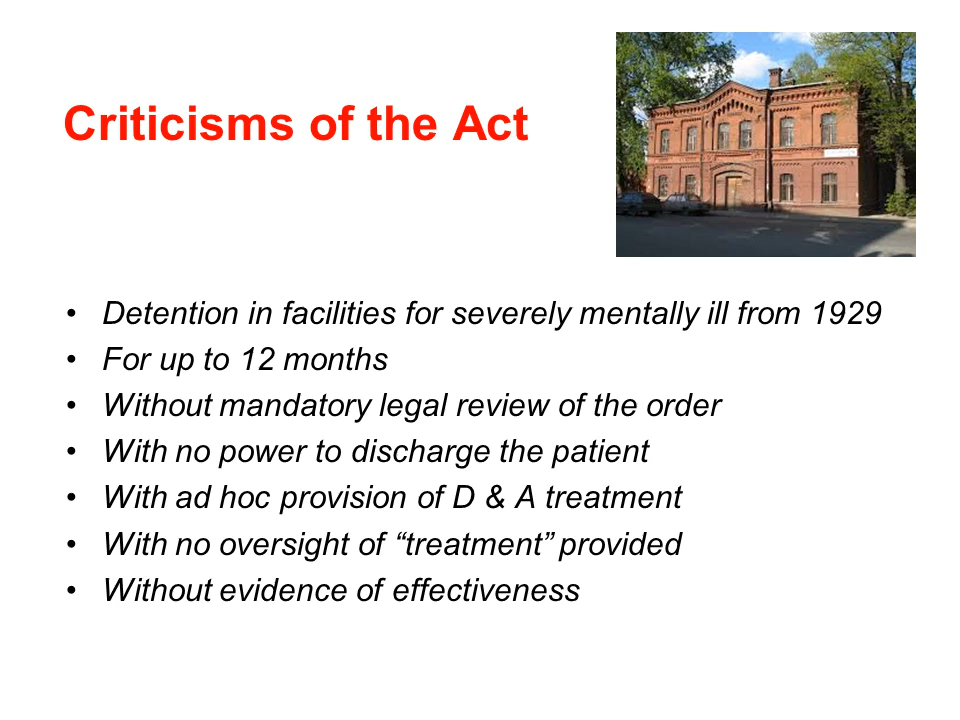 Criticisms of the Act
• Detention in facilities for severely mentally ill from 1929
• For up to 12 months
• Without mandatory legal review of the order
• With no power to discharge the patient
• With ad hoc provision of D & A treatment
• With no oversight of “treatment” provided
• Without evidence of effectiveness